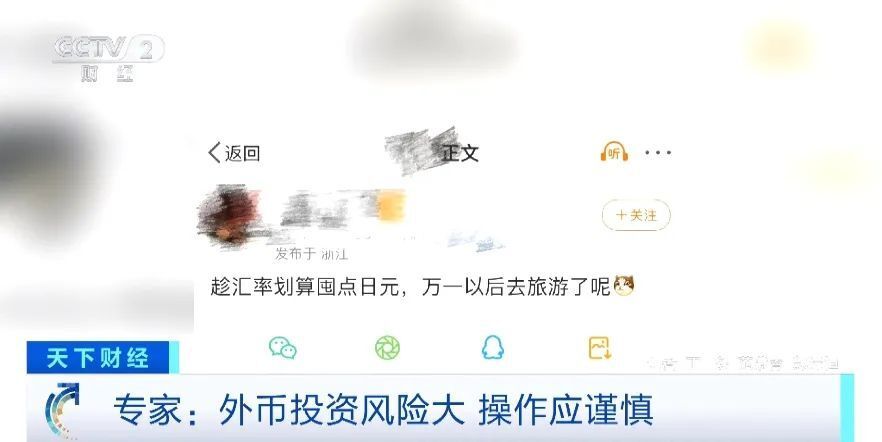 CCTV 2
财经
返回
正文
听
+关注
发布于 浙江
趁汇率划算囤点日元，万一以后去旅游了呢
天下财经
专家：外币投资风险大 操作应谨慎